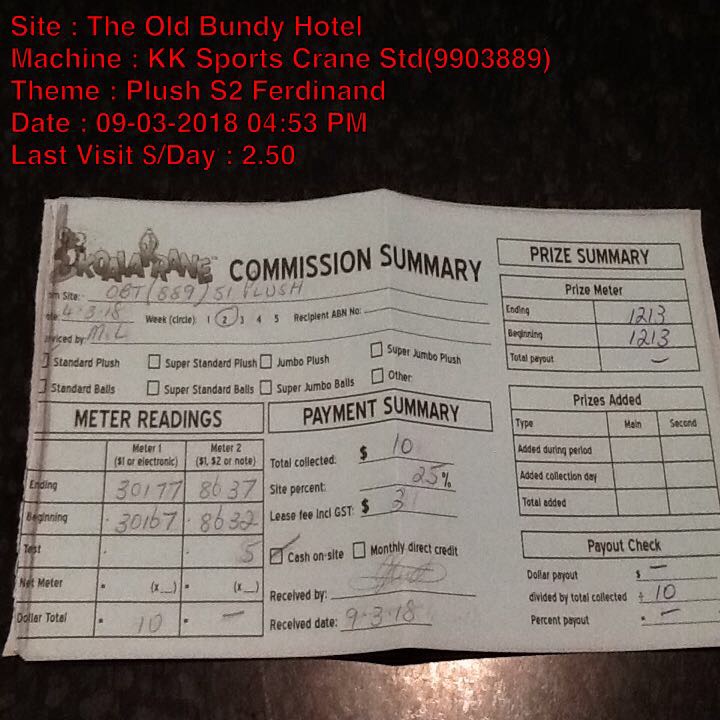 Site : The Old Bundy Hotel
Machine : KK Sports Crane Std(9903889)
Theme : Plush S2 Ferdinand
Date : 09-03-2018 04:53 PM
Last Visit $/Day : 2.50
KOALA KRANE COMMISSION SUMMARY
Site: OBT (889) S1 PLUSH
4-3-18 Week (circle): 1 2 3 4 5 Recipient ABN No:
by: M.L
Standard Plush Super Standard Plush Jumbo Plush Super Jumbo Plush
Standard Balls Super Standard Balls Super Jumbo Balls Other
METER READINGS
Meter 1 ($1 or electronic) Meter 2 ($1, $2 or note)
Ending 30177 8637
Beginning 30167 8632
Test 5
Net Meter (x__) (x__)
Dollar Total 10 —
PAYMENT SUMMARY
Total collected: $ 10
Site percent: 25%
Lease fee Incl GST: $ 3
Cash on-site Monthly direct credit
Received by:
Received date: 9-3-18
PRIZE SUMMARY
Prize Meter
Ending 1213
Beginning 1213
Total payout —
Prizes Added
Type Main Second
Added during period
Added collection day
Total added
Payout Check
Dollar payout $ —
divided by total collected ÷ 10
Percent payout = —